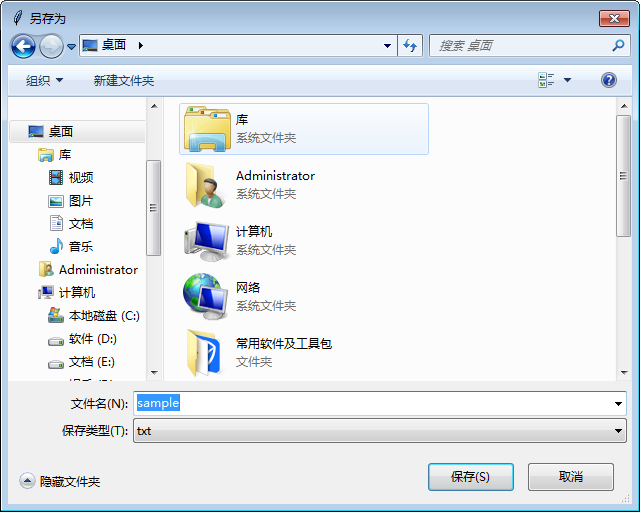 另存为
桌面
搜索 桌面
组织
新建文件夹
桌面
库
视频
图片
文档
音乐
Administrator
计算机
本地磁盘 (C:)
软件 (D:)
文档 (E:)
库
系统文件夹
Administrator
系统文件夹
计算机
系统文件夹
网络
系统文件夹
常用软件及工具包
文件夹
文件名(N):
sample
保存类型(T):
txt
隐藏文件夹
保存(S)
取消